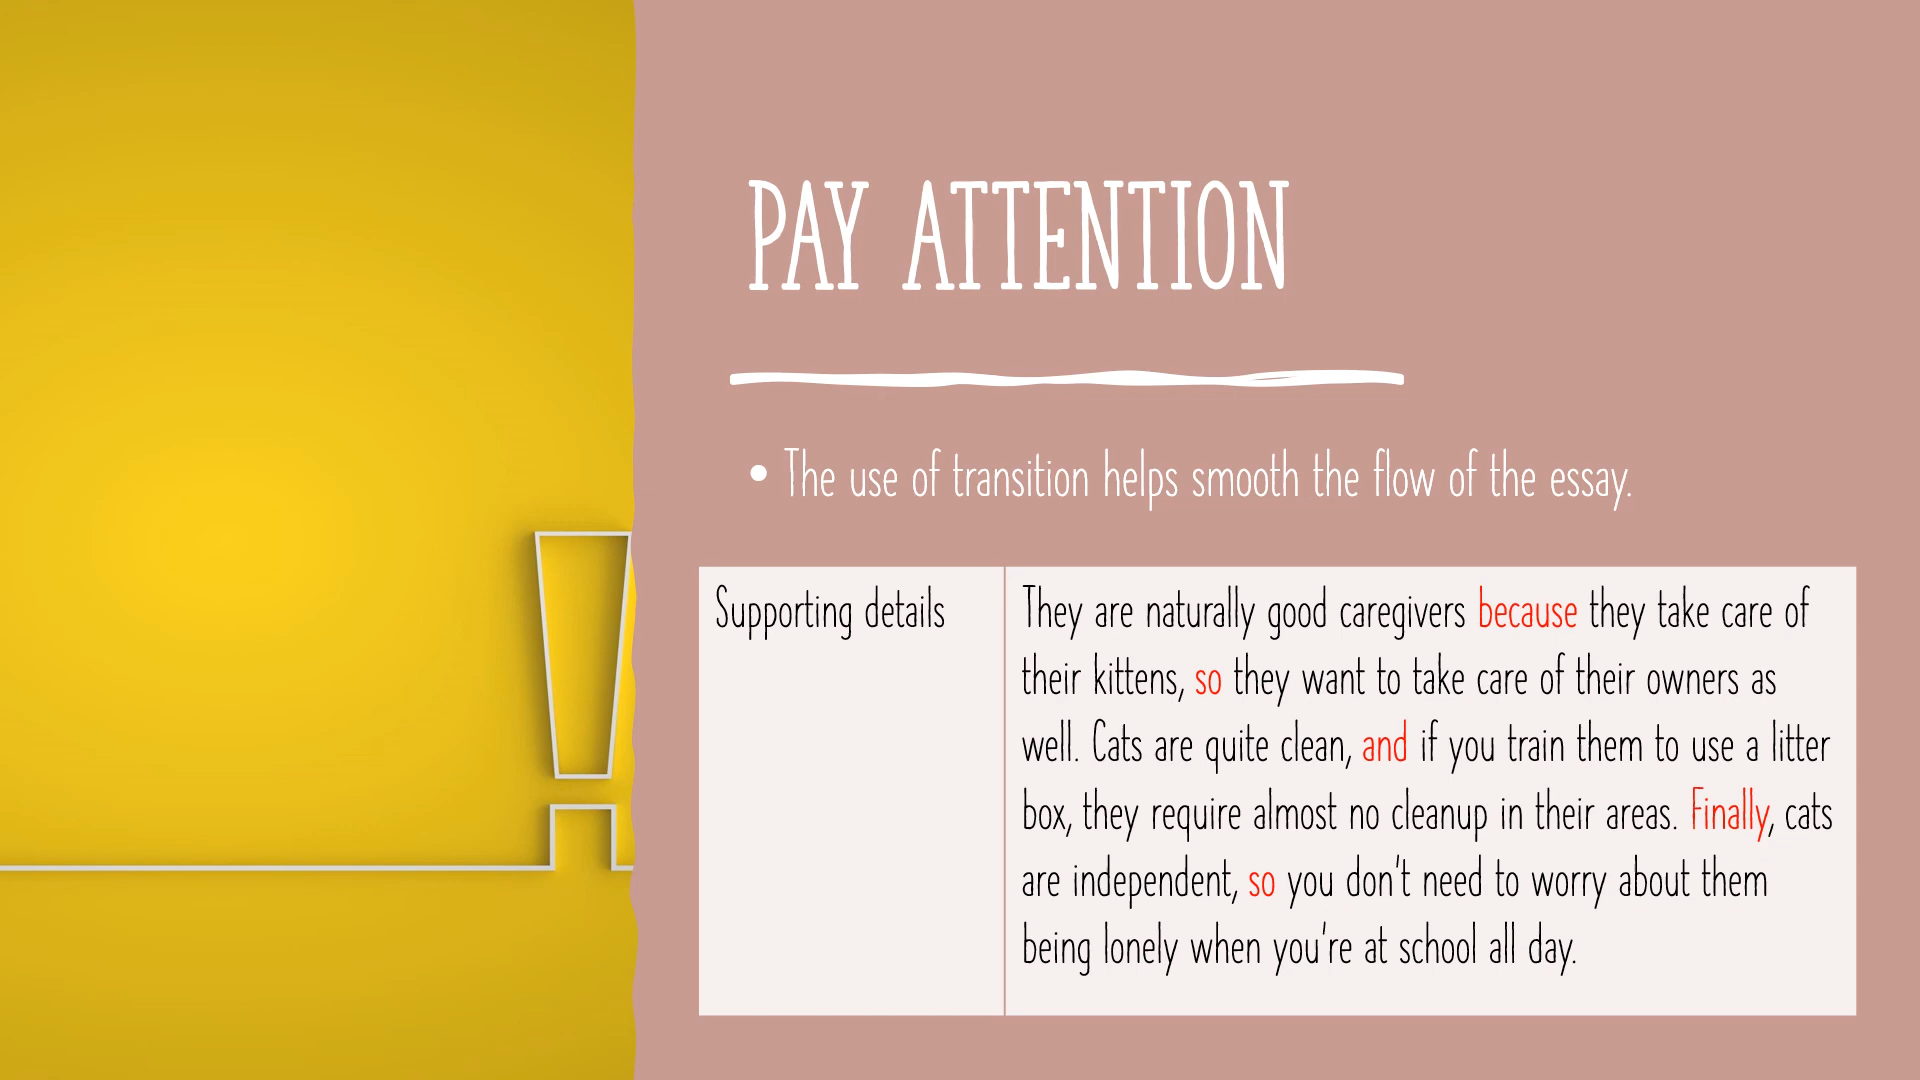 PAY ATTENTION
• The use of transition helps smooth the flow of the essay.
Supporting details
They are naturally good caregivers because they take care of
their kittens, so they want to take care of their owners as
well. Cats are quite clean, and if you train them to use a litter
box, they require almost no cleanup in their areas. Finally, cats
are independent, so you don't need to worry about them
being lonely when you're at school all day.